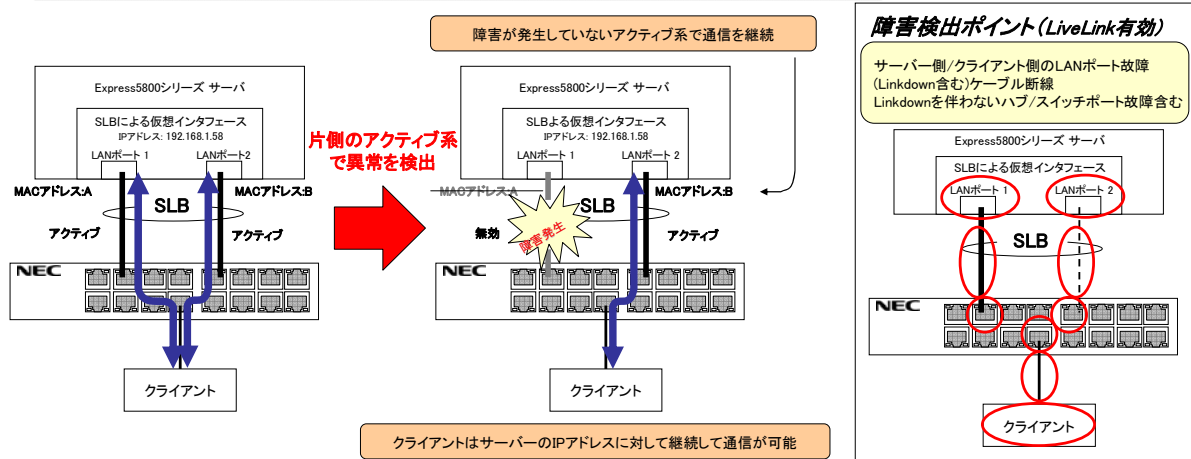 障害が発生していないアクティブ系で通信を継続
Express5800シリーズ サーバ
SLBによる仮想インタフェース
IPアドレス: 192.168.1.58
LANポート 1
LANポート2
MACアドレス:A
MACアドレス:B
SLB
アクティブ
アクティブ
NEC
クライアント
片側のアクティブ系
で異常を検出
Express5800シリーズ サーバ
SLBよる仮想インタフェース
IPアドレス: 192.168.1.58
LANポート 1
LANポート 2
MACアドレス:A
MACアドレス:B
SLB
障害発生
無効
アクティブ
NEC
クライアント
クライアントはサーバーのIPアドレスに対して継続して通信が可能
障害検出ポイント(LiveLink有効)
サーバー側/クライアント側のLANポート故障
(Linkdown含む)ケーブル断線
Linkdownを伴わないハブ/スイッチポート故障含む
Express5800シリーズ サーバ
SLBによる仮想インタフェース
LANポート 1
LANポート 2
SLB
NEC
クライアント